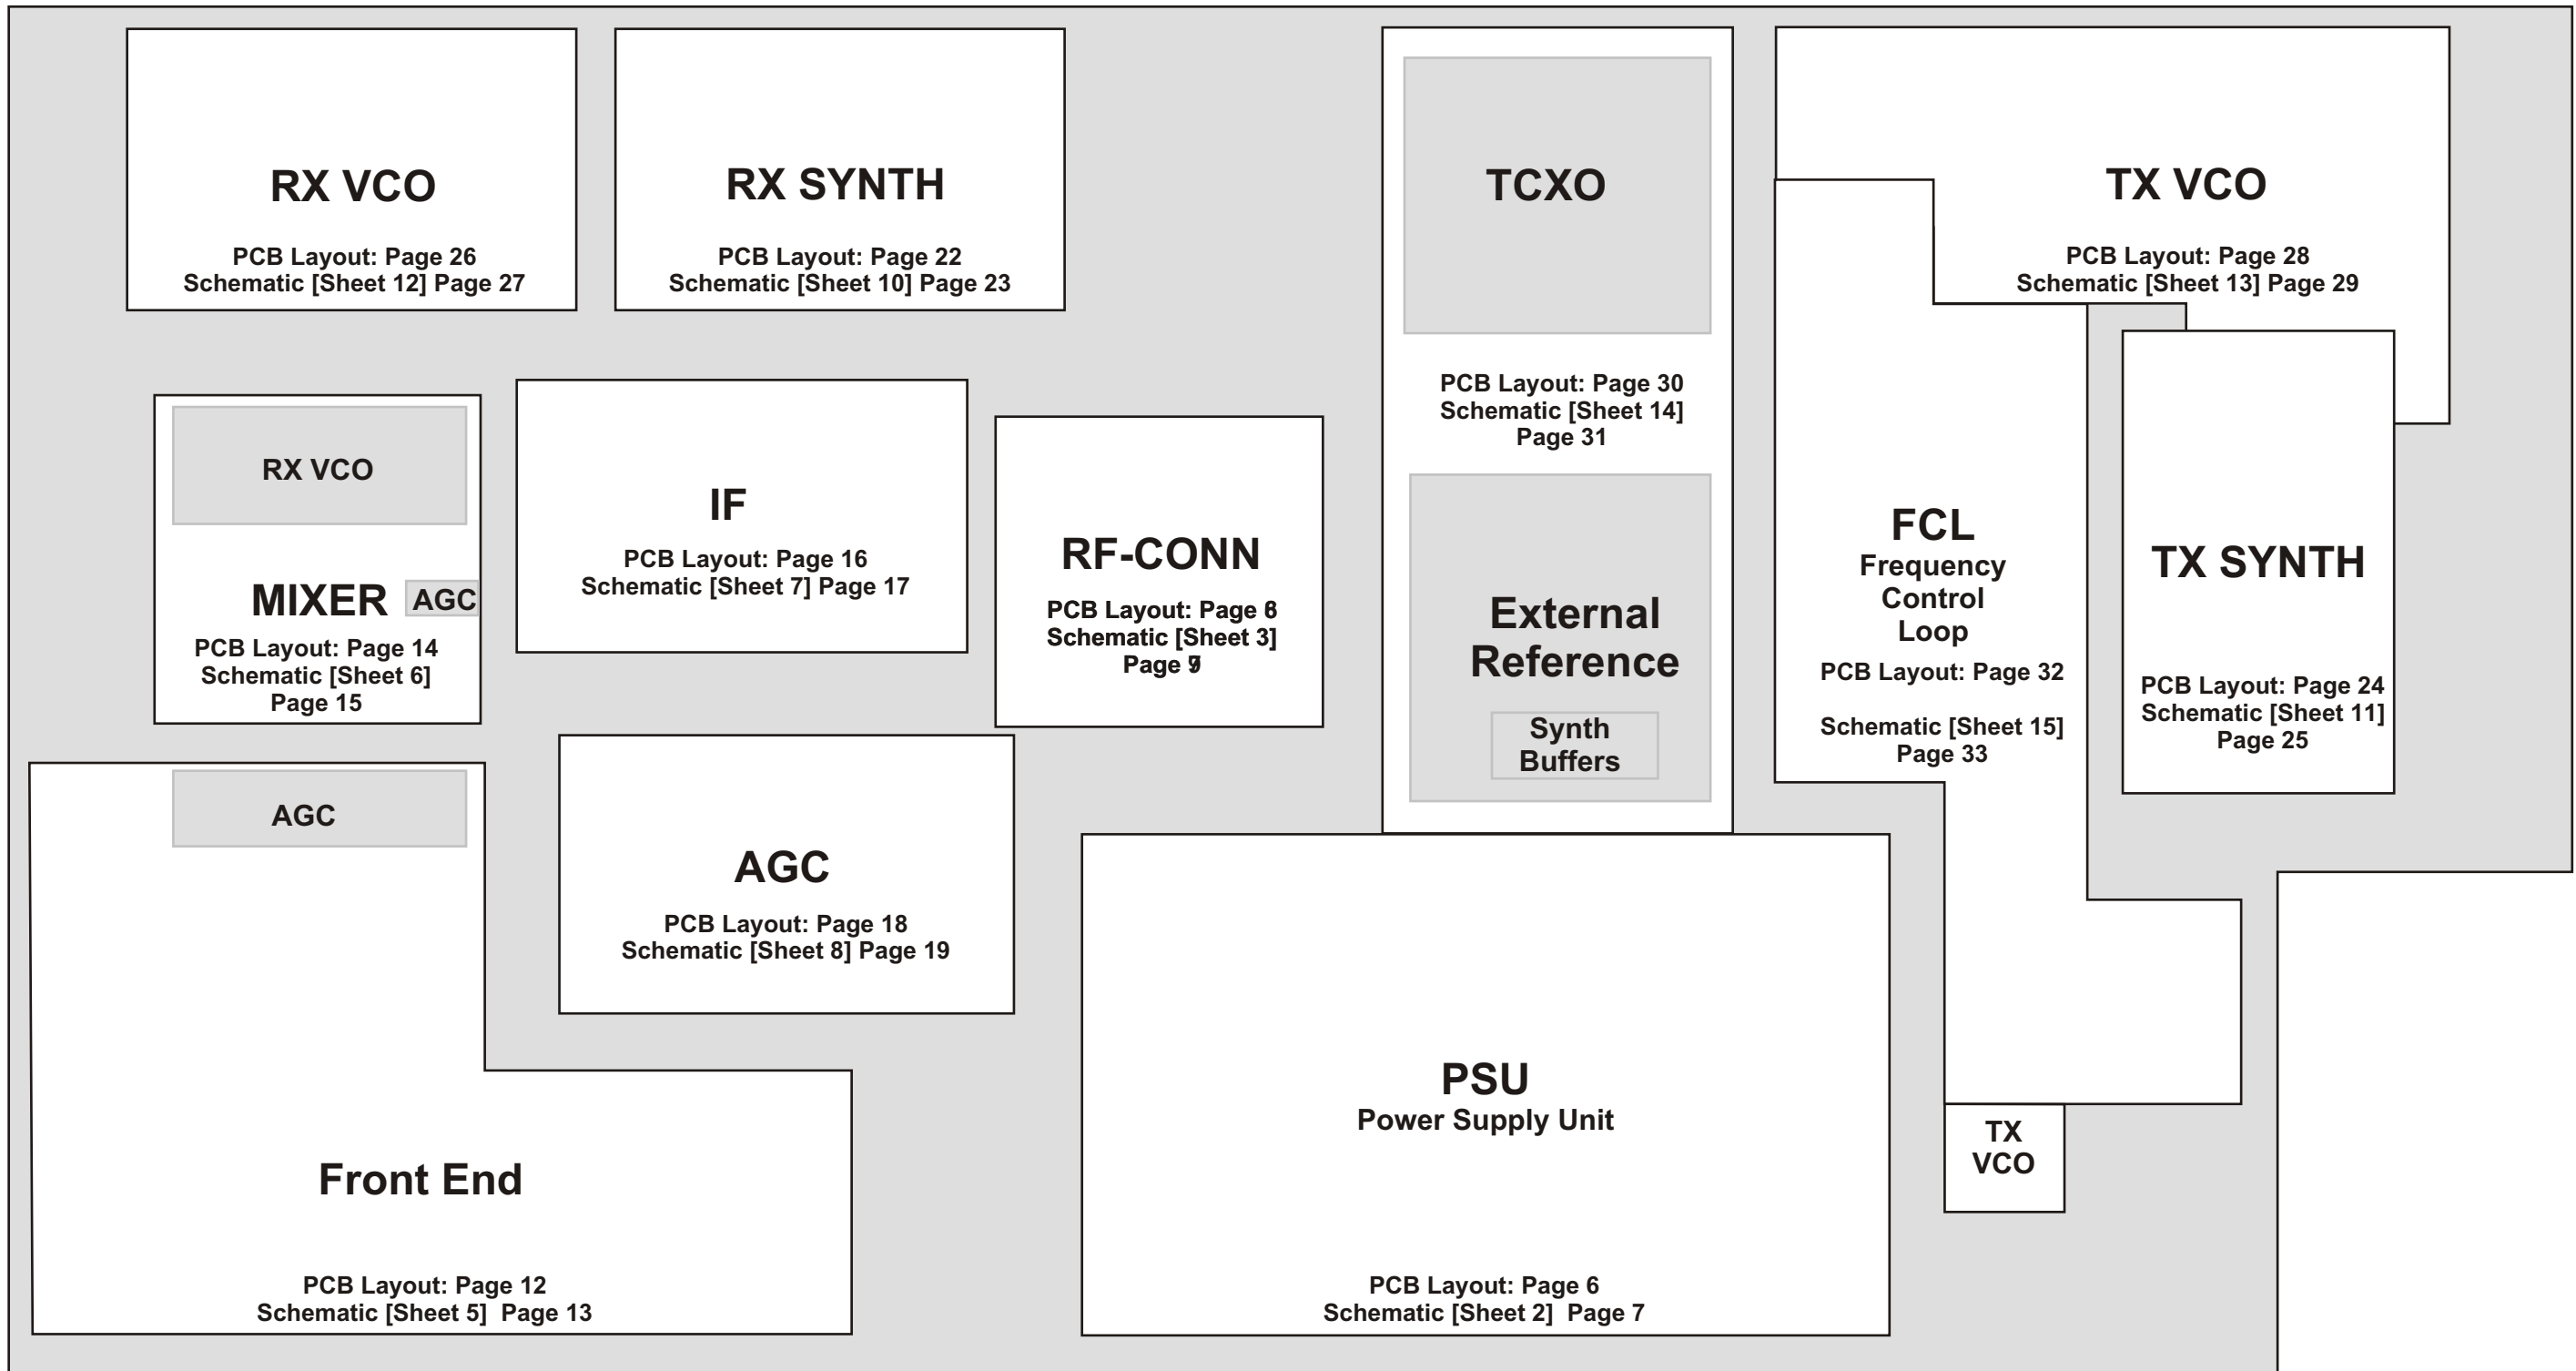 RX VCO
PCB Layout: Page 26
Schematic [Sheet 12] Page 27
RX SYNTH
PCB Layout: Page 22
Schematic [Sheet 10] Page 23
TCXO
PCB Layout: Page 30
Schematic [Sheet 14]
Page 31
External
Reference
Synth
Buffers
TX VCO
PCB Layout: Page 28
Schematic [Sheet 13] Page 29
RX VCO
MIXER
AGC
PCB Layout: Page 14
Schematic [Sheet 6]
Page 15
IF
PCB Layout: Page 16
Schematic [Sheet 7] Page 17
RF-CONN
PCB Layout: Page
Schematic [Sheet 3]
Page
FCL
Frequency
Control
Loop
PCB Layout: Page 32
Schematic [Sheet 15]
Page 33
TX SYNTH
PCB Layout: Page 24
Schematic [Sheet 11]
Page 25
AGC
Front End
PCB Layout: Page 12
Schematic [Sheet 5] Page 13
AGC
PCB Layout: Page 18
Schematic [Sheet 8] Page 19
PSU
Power Supply Unit
PCB Layout: Page 6
Schematic [Sheet 2] Page 7
TX
VCO